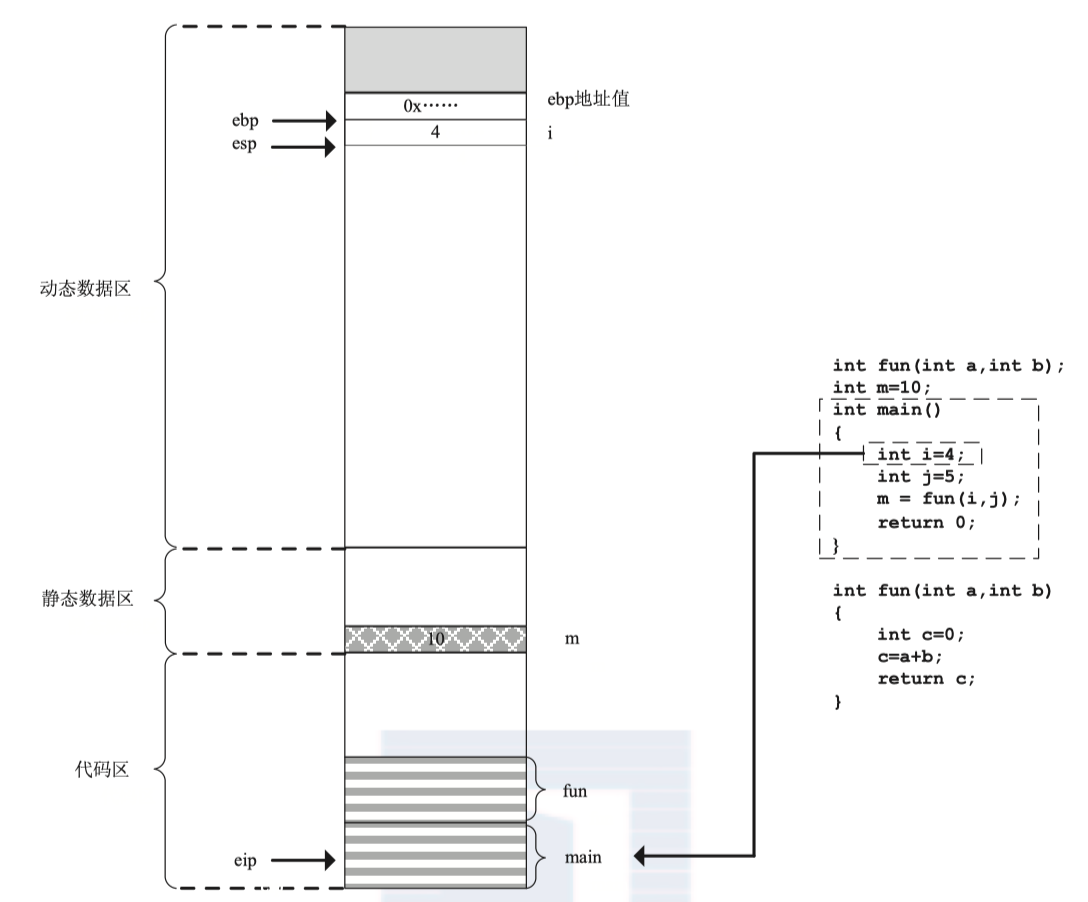 0x······
ebp地址值
ebp
4
i
esp
动态数据区
静态数据区
10
m
代码区
fun
eip
main
int fun(int a,int b);
int m=10;
int main()
{
int i=4;
int j=5;
m = fun(i,j);
return 0;
}
int fun(int a,int b)
{
int c=0;
c=a+b;
return c;
}